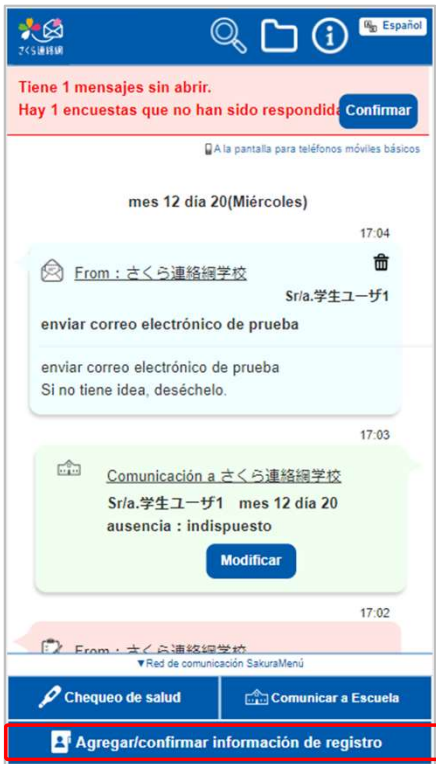 さくら連絡網
Español
Tiene 1 mensajes sin abrir.
Hay 1 encuestas que no han sido respondida
Confirmar
A la pantalla para teléfonos móviles básicos
mes 12 día 20(Miércoles)
17:04
From : さくら連絡網学校
Sr/a.学生ユーザ1
enviar correo electrónico de prueba
enviar correo electrónico de prueba
Si no tiene idea, deséchelo.
17:03
Comunicación a さくら連絡網学校
Sr/a.学生ユーザ1 mes 12 día 20
ausencia : indispuesto
Modificar
17:02
From : さくら連絡網学校
▼Red de comunicación SakuraMenú
Chequeo de salud
Comunicar a Escuela
Agregar/confirmar información de registro